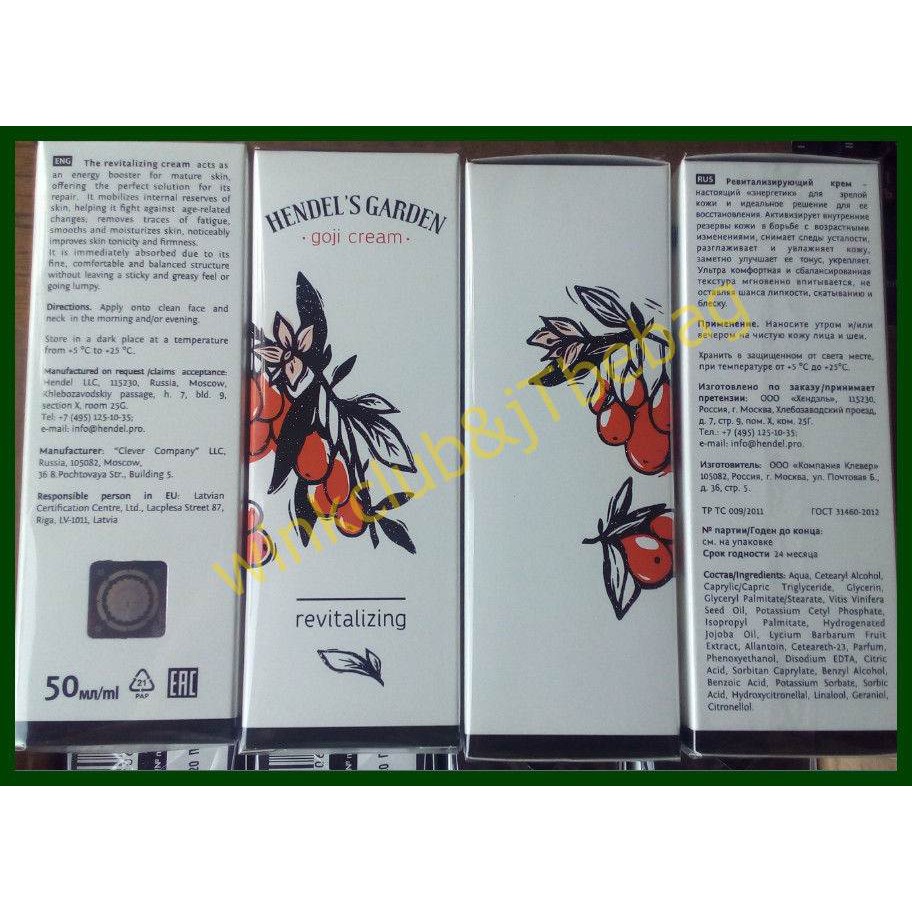 ENG The revitalizing cream acts as
an energy booster for mature skin,
offering the perfect solution for its
repair. It mobilizes internal reserves of
skin, helping it fight against age-related
changes, removes traces of fatigue,
smooths and moisturizes skin, noticeably
improves skin tonicity and firmness.
It is immediately absorbed due to its
fine, comfortable and balanced structure
without leaving a sticky and greasy feel or
going lumpy.
Directions. Apply onto clean face and
neck in the morning and/or evening.
Store in a dark place at a temperature
from +5 °C to +25 °C.
Manufactured on request /claims acceptance:
Hendel LLC, 115230, Russia, Moscow,
Khlebozavodskiy passage, h. 7, bld. 9,
section X, room 25G.
Tel: +7 (495) 125-10-35;
e-mail: info@hendel.pro.
Manufacturer: "Clever Company" LLC,
Russia, 105082, Moscow,
36 B.Pochtovaya Str., Building 5.
Responsible person in EU: Latvian
Certification Centre, Ltd., Lacplesa Street 87,
Riga, LV-1011, Latvia
50 мл/ml
21
PAP
EAC
HENDEL'S GARDEN
· goji cream ·
revitalizing
RUS Ревитализирующий крем –
настоящий «энергетик» для зрелой
кожи и идеальное решение для ее
восстановления. Активизирует внутренние
резервы кожи в борьбе с возрастными
изменениями, снимает следы усталости,
разглаживает и увлажняет кожу,
заметно улучшает ее тонус, укрепляет.
Ультра комфортная и сбалансированная
текстура мгновенно впитывается, не
оставляя шанса липкости, скатыванию и
блеску.
Применение. Наносите утром и/или
вечером на чистую кожу лица и шеи.
Хранить в защищенном от света месте,
при температуре от +5 °C до +25°C.
Изготовлено по заказу/принимает
претензии: ООО «Хендэль», 115230,
Россия, г. Москва, Хлебозаводский проезд,
д. 7, стр. 9, пом. X, ком. 25Г.
Тел.: +7 (495) 125-10-35;
e-mail: info@hendel.pro.
Изготовитель: ООО «Компания Клевер»
105082, Россия, г. Москва, ул. Почтовая Б.,
д. 36, стр. 5.
ТР ТС 009/2011 ГОСТ 31460-2012
№ партии/Годен до конца:
см. на упаковке
Срок годности 24 месяца
Состав/Ingredients: Aqua, Cetearyl Alcohol,
Caprylic/Capric Triglyceride, Glycerin,
Glyceryl Palmitate/Stearate, Vitis Vinifera
Seed Oil, Potassium Cetyl Phosphate,
Isopropyl Palmitate, Hydrogenated
Jojoba Oil, Lycium Barbarum Fruit
Extract, Allantoin, Ceteareth-23, Parfum,
Phenoxyethanol, Disodium EDTA, Citric
Acid, Sorbitan Caprylate, Benzyl Alcohol,
Benzoic Acid, Potassium Sorbate, Sorbic
Acid, Hydroxycitronellal, Linalool, Geraniol,
Citronellol.
winkclub&jTbebag